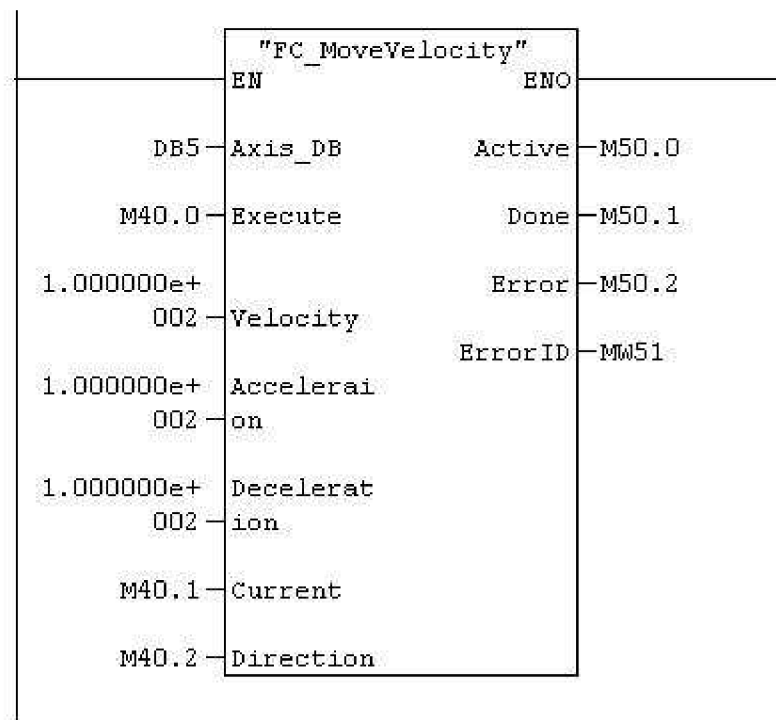 "FC_MoveVelocity"
EN ENO
DB5 Axis_DB Active M50.0
M40.0 Execute Done M50.1
1.000000e+ Error M50.2
002 Velocity
ErrorID MW51
1.000000e+ Accelerai
002 on
1.000000e+ Decelerat
002 ion
M40.1 Current
M40.2 Direction